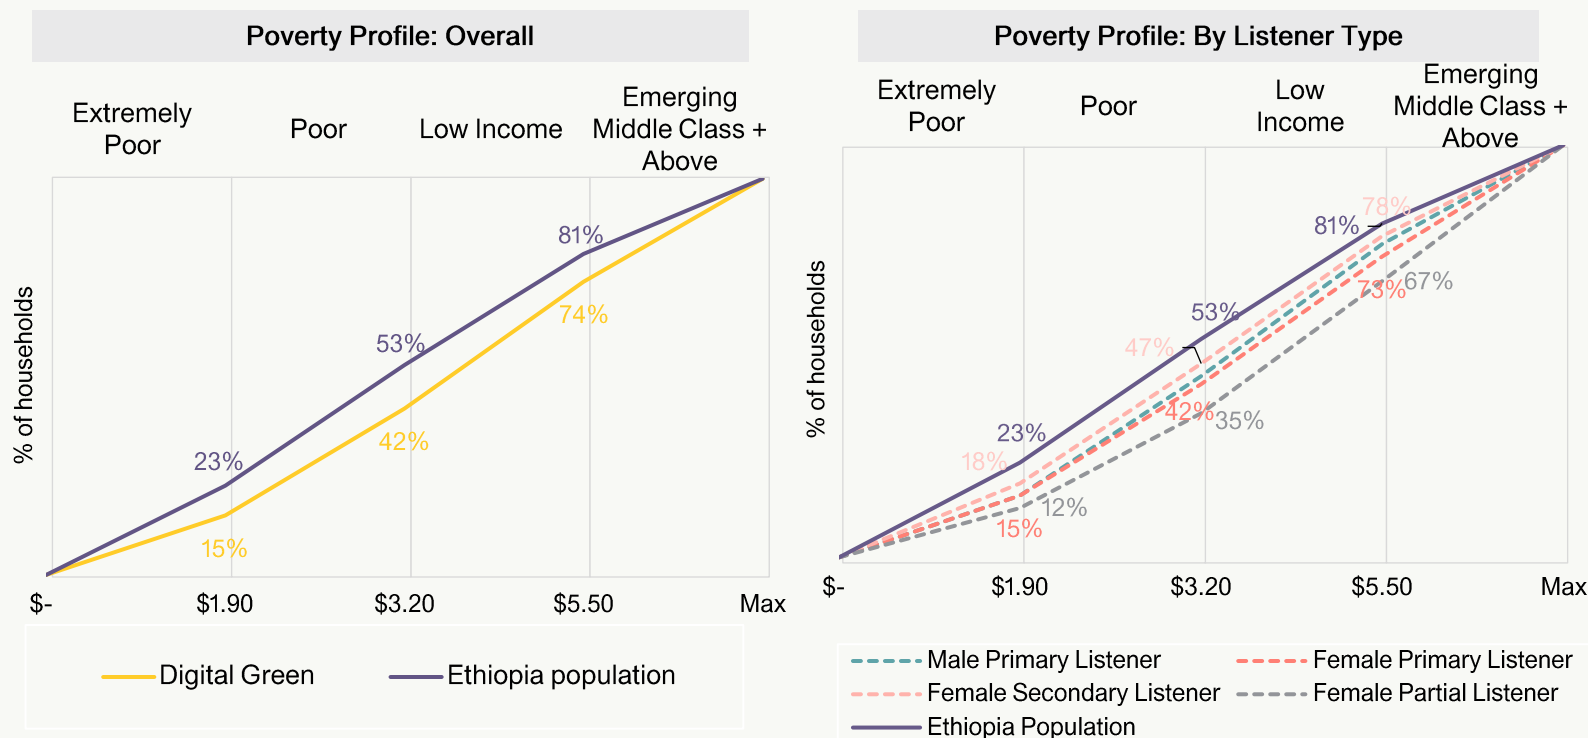 Poverty Profile: Overall
Extremely
Poor
Poor
Low Income
Emerging
Middle Class +
Above
% of households
81%
74%
53%
42%
23%
15%
$-
$1.90
$3.20
$5.50
Max
Digital Green
Ethiopia population
Poverty Profile: By Listener Type
Extremely
Poor
Poor
Low
Income
Emerging
Middle Class +
Above
% of households
78%
81%
73%
67%
53%
47%
42%
35%
23%
18%
12%
15%
$-
$1.90
$3.20
$5.50
Max
Male Primary Listener
Female Primary Listener
Female Secondary Listener
Female Partial Listener
Ethiopia Population